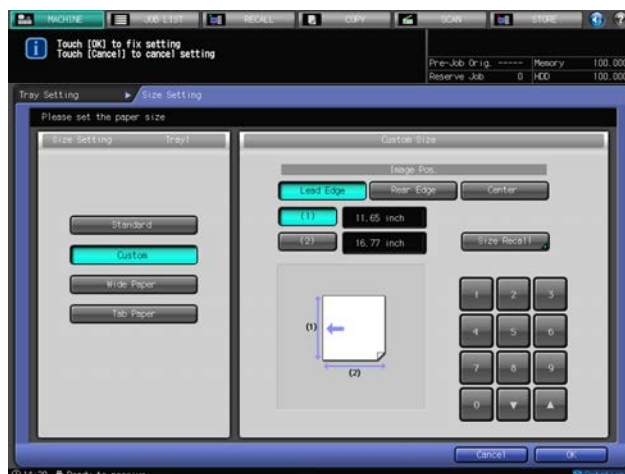 MACHINE
JOB LIST
RECALL
COPY
SCAN
STORE
Touch [OK] to fix setting
Touch [Cancel] to cancel setting
Pre-Job Orig. ----- Memory 100.000
Reserve Job 0 HDD 100.000
Tray Setting ▶ Size Setting
Please set the paper size
Size Setting Tray1
Custom Size
Image Pos.
Lead Edge Rear Edge Center
(1) 11.65 inch
Standard
(2) 16.77 inch Size Recall
Custom
Wide Paper
1 2 3
Tab Paper
(1)
4 5 6
(2)
7 8 9
0 ▼ ▲
Cancel OK